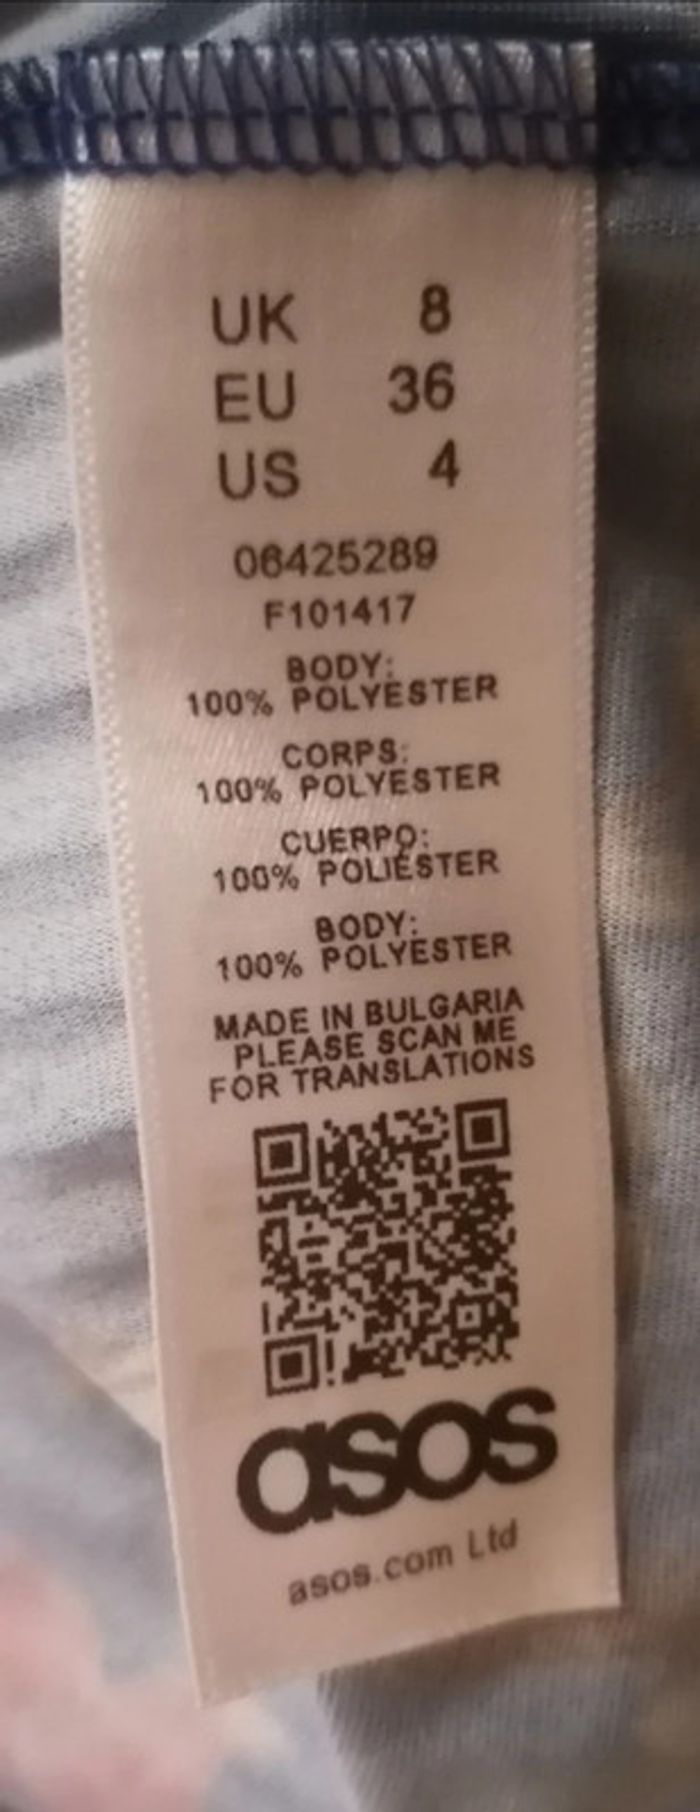 UK 8
EU 36
US 4
06425289
F101417
BODY:
100% POLYESTER
CORPS:
100% POLYESTER
CUERPO:
100% POLIÉSTER
BODY:
100% POLYESTER
MADE IN BULGARIA
PLEASE SCAN ME
FOR TRANSLATIONS
asos
asos.com Ltd